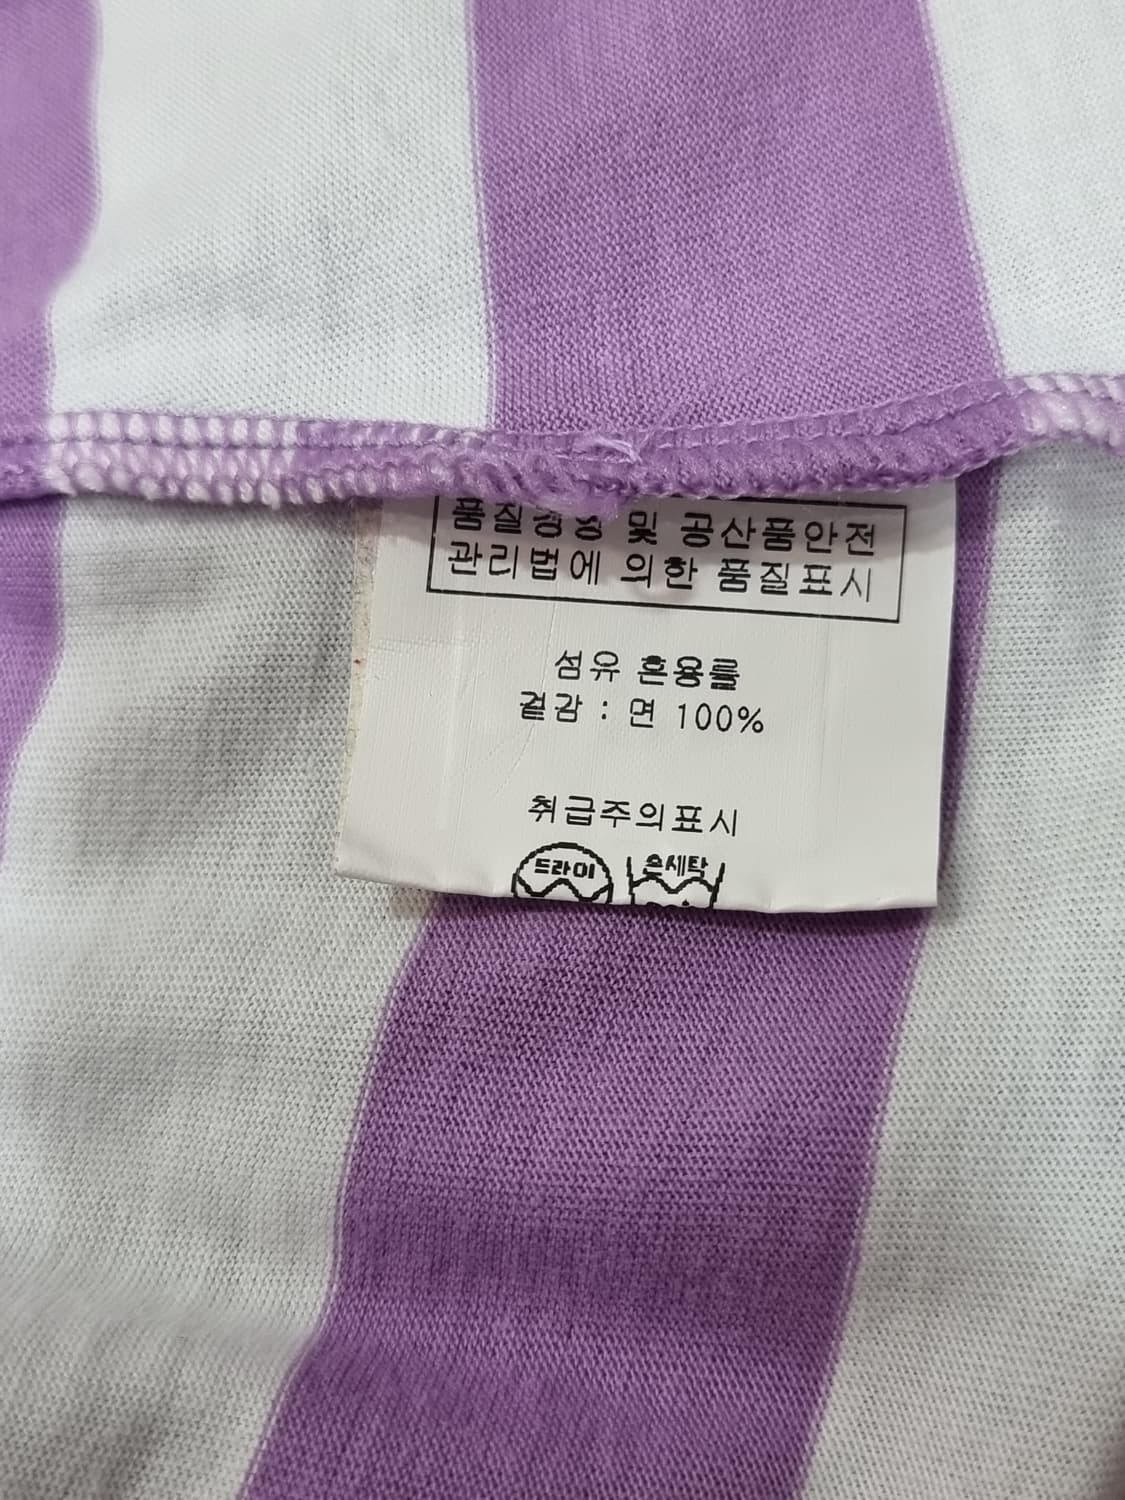 품질경영 및 공산품안전
관리법에 의한 품질표시
섬유 혼용률
겉감 : 면 100%
취급주의표시
드라이
손세탁